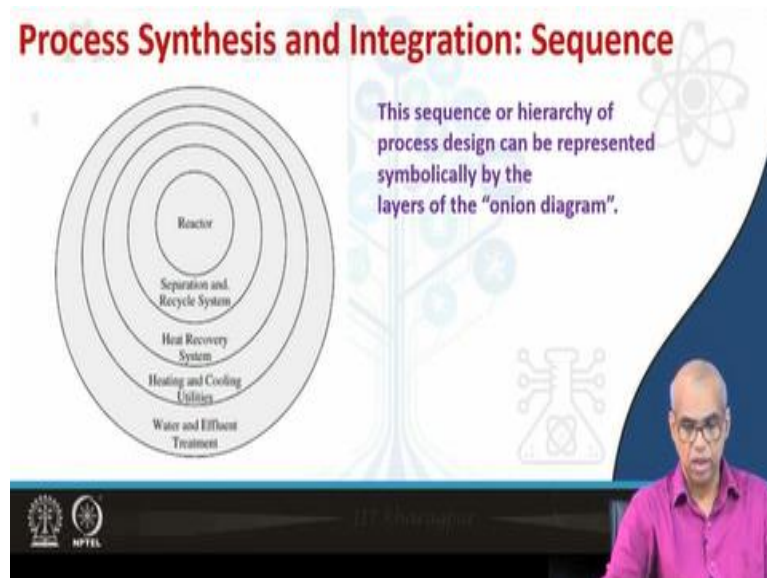 Process Synthesis and Integration: Sequence
This sequence or hierarchy of
process design can be represented
symbolically by the
layers of the “onion diagram”.
Reactor
Separation and
Recycle System
Heat Recovery
System
Heating and Cooling
Utilities
Water and Effluent
Treatment
IIT Kharagpur
NPTEL